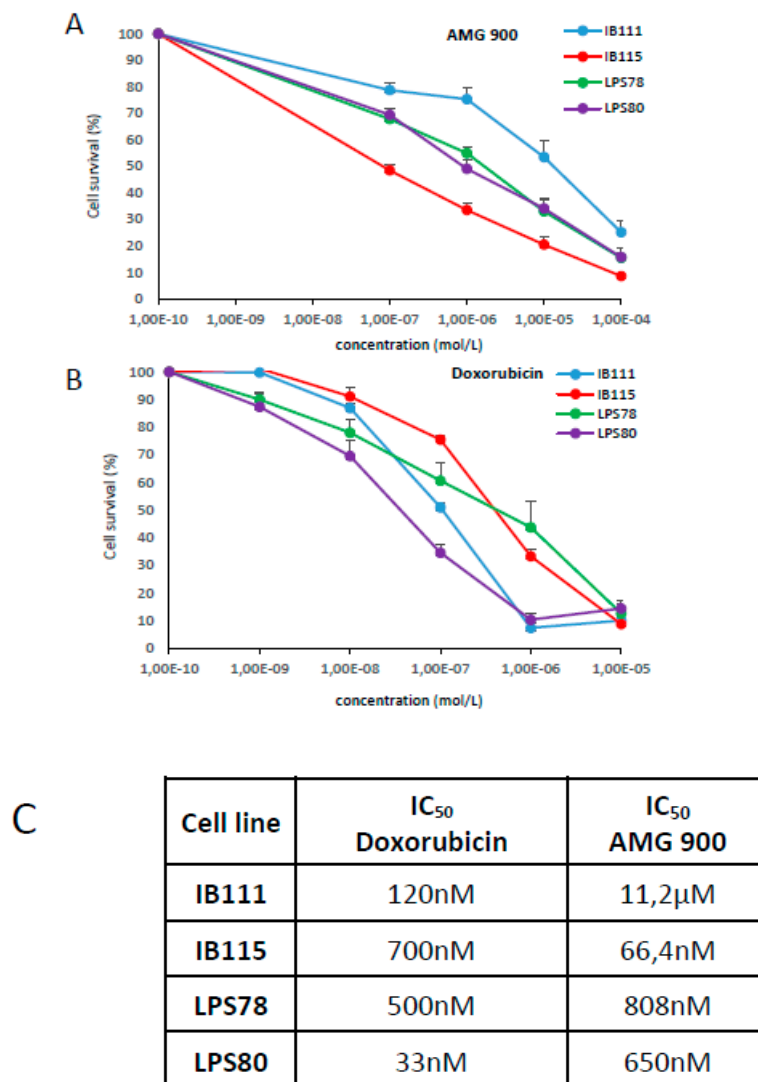 A
AMG 900
IB111
IB115
LPS78
LPS80
Cell survival (%)
100
90
80
70
60
50
40
30
20
10
0
1,00E-10 1,00E-09 1,00E-08 1,00E-07 1,00E-06 1,00E-05 1,00E-04
concentration (mol/L)
B
Doxorubicin
IB111
IB115
LPS78
LPS80
Cell survival (%)
100
90
80
70
60
50
40
30
20
10
0
1,00E-10 1,00E-09 1,00E-08 1,00E-07 1,00E-06 1,00E-05
concentration (mol/L)
C
Cell line IC50 Doxorubicin IC50 AMG 900
IB111 120nM 11,2µM
IB115 700nM 66,4nM
LPS78 500nM 808nM
LPS80 33nM 650nM